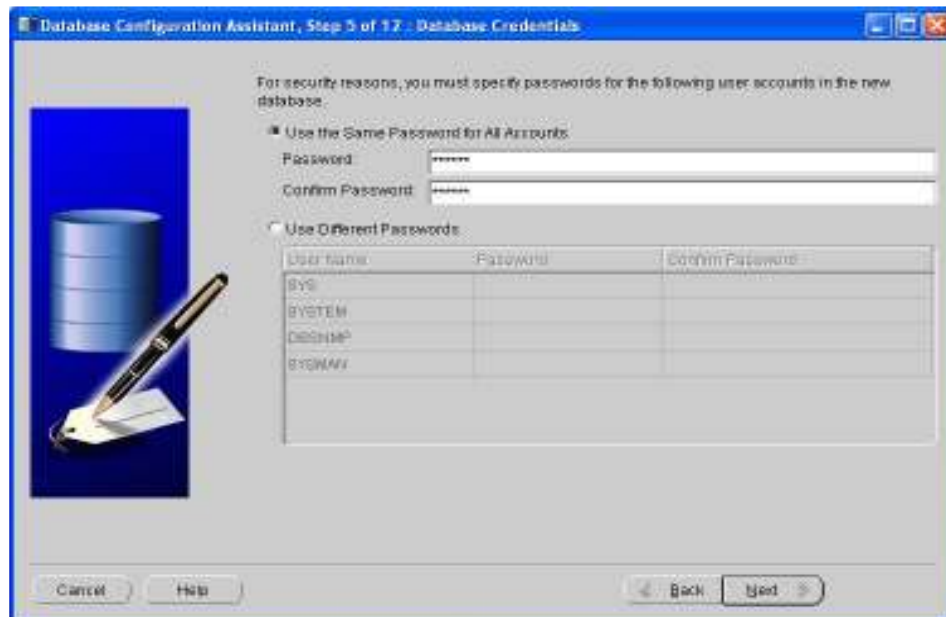 Database Configuration Assistant, Step 5 of 12 : Database Credentials
For security reasons, you must specify passwords for the following user accounts in the new
database.
Use the Same Password for All Accounts
Password:
******
Confirm Password:
******
Use Different Passwords
User Name Password Confirm Password
SYS
SYSTEM
DBSNMP
SYSMAN
Cancel
Help
Back
Next